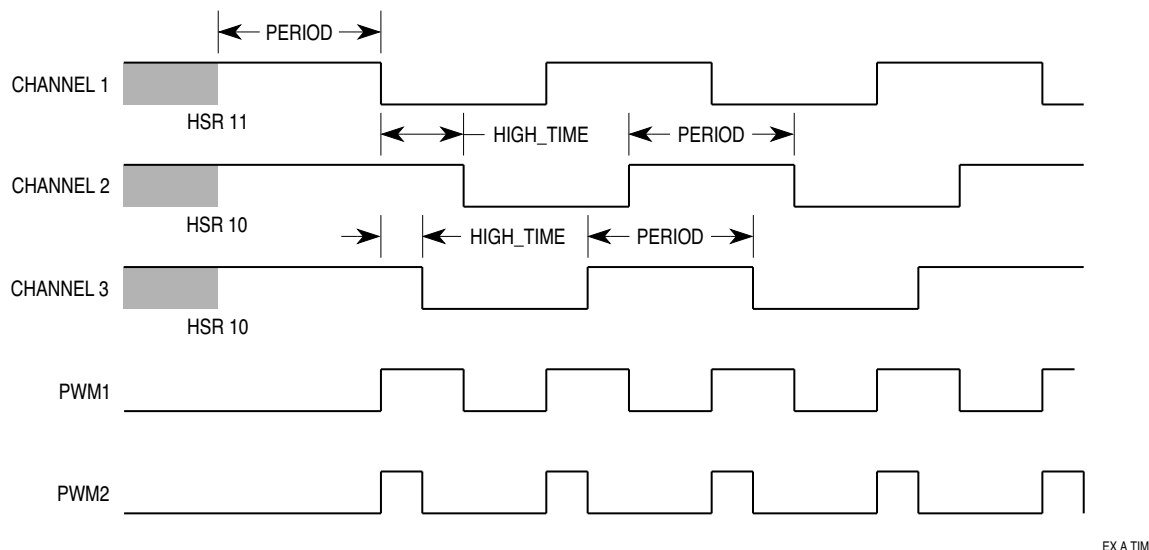 PERIOD
CHANNEL 1
HSR 11
HIGH_TIME
PERIOD
CHANNEL 2
HSR 10
HIGH_TIME
PERIOD
CHANNEL 3
HSR 10
PWM1
PWM2
EX A TIM